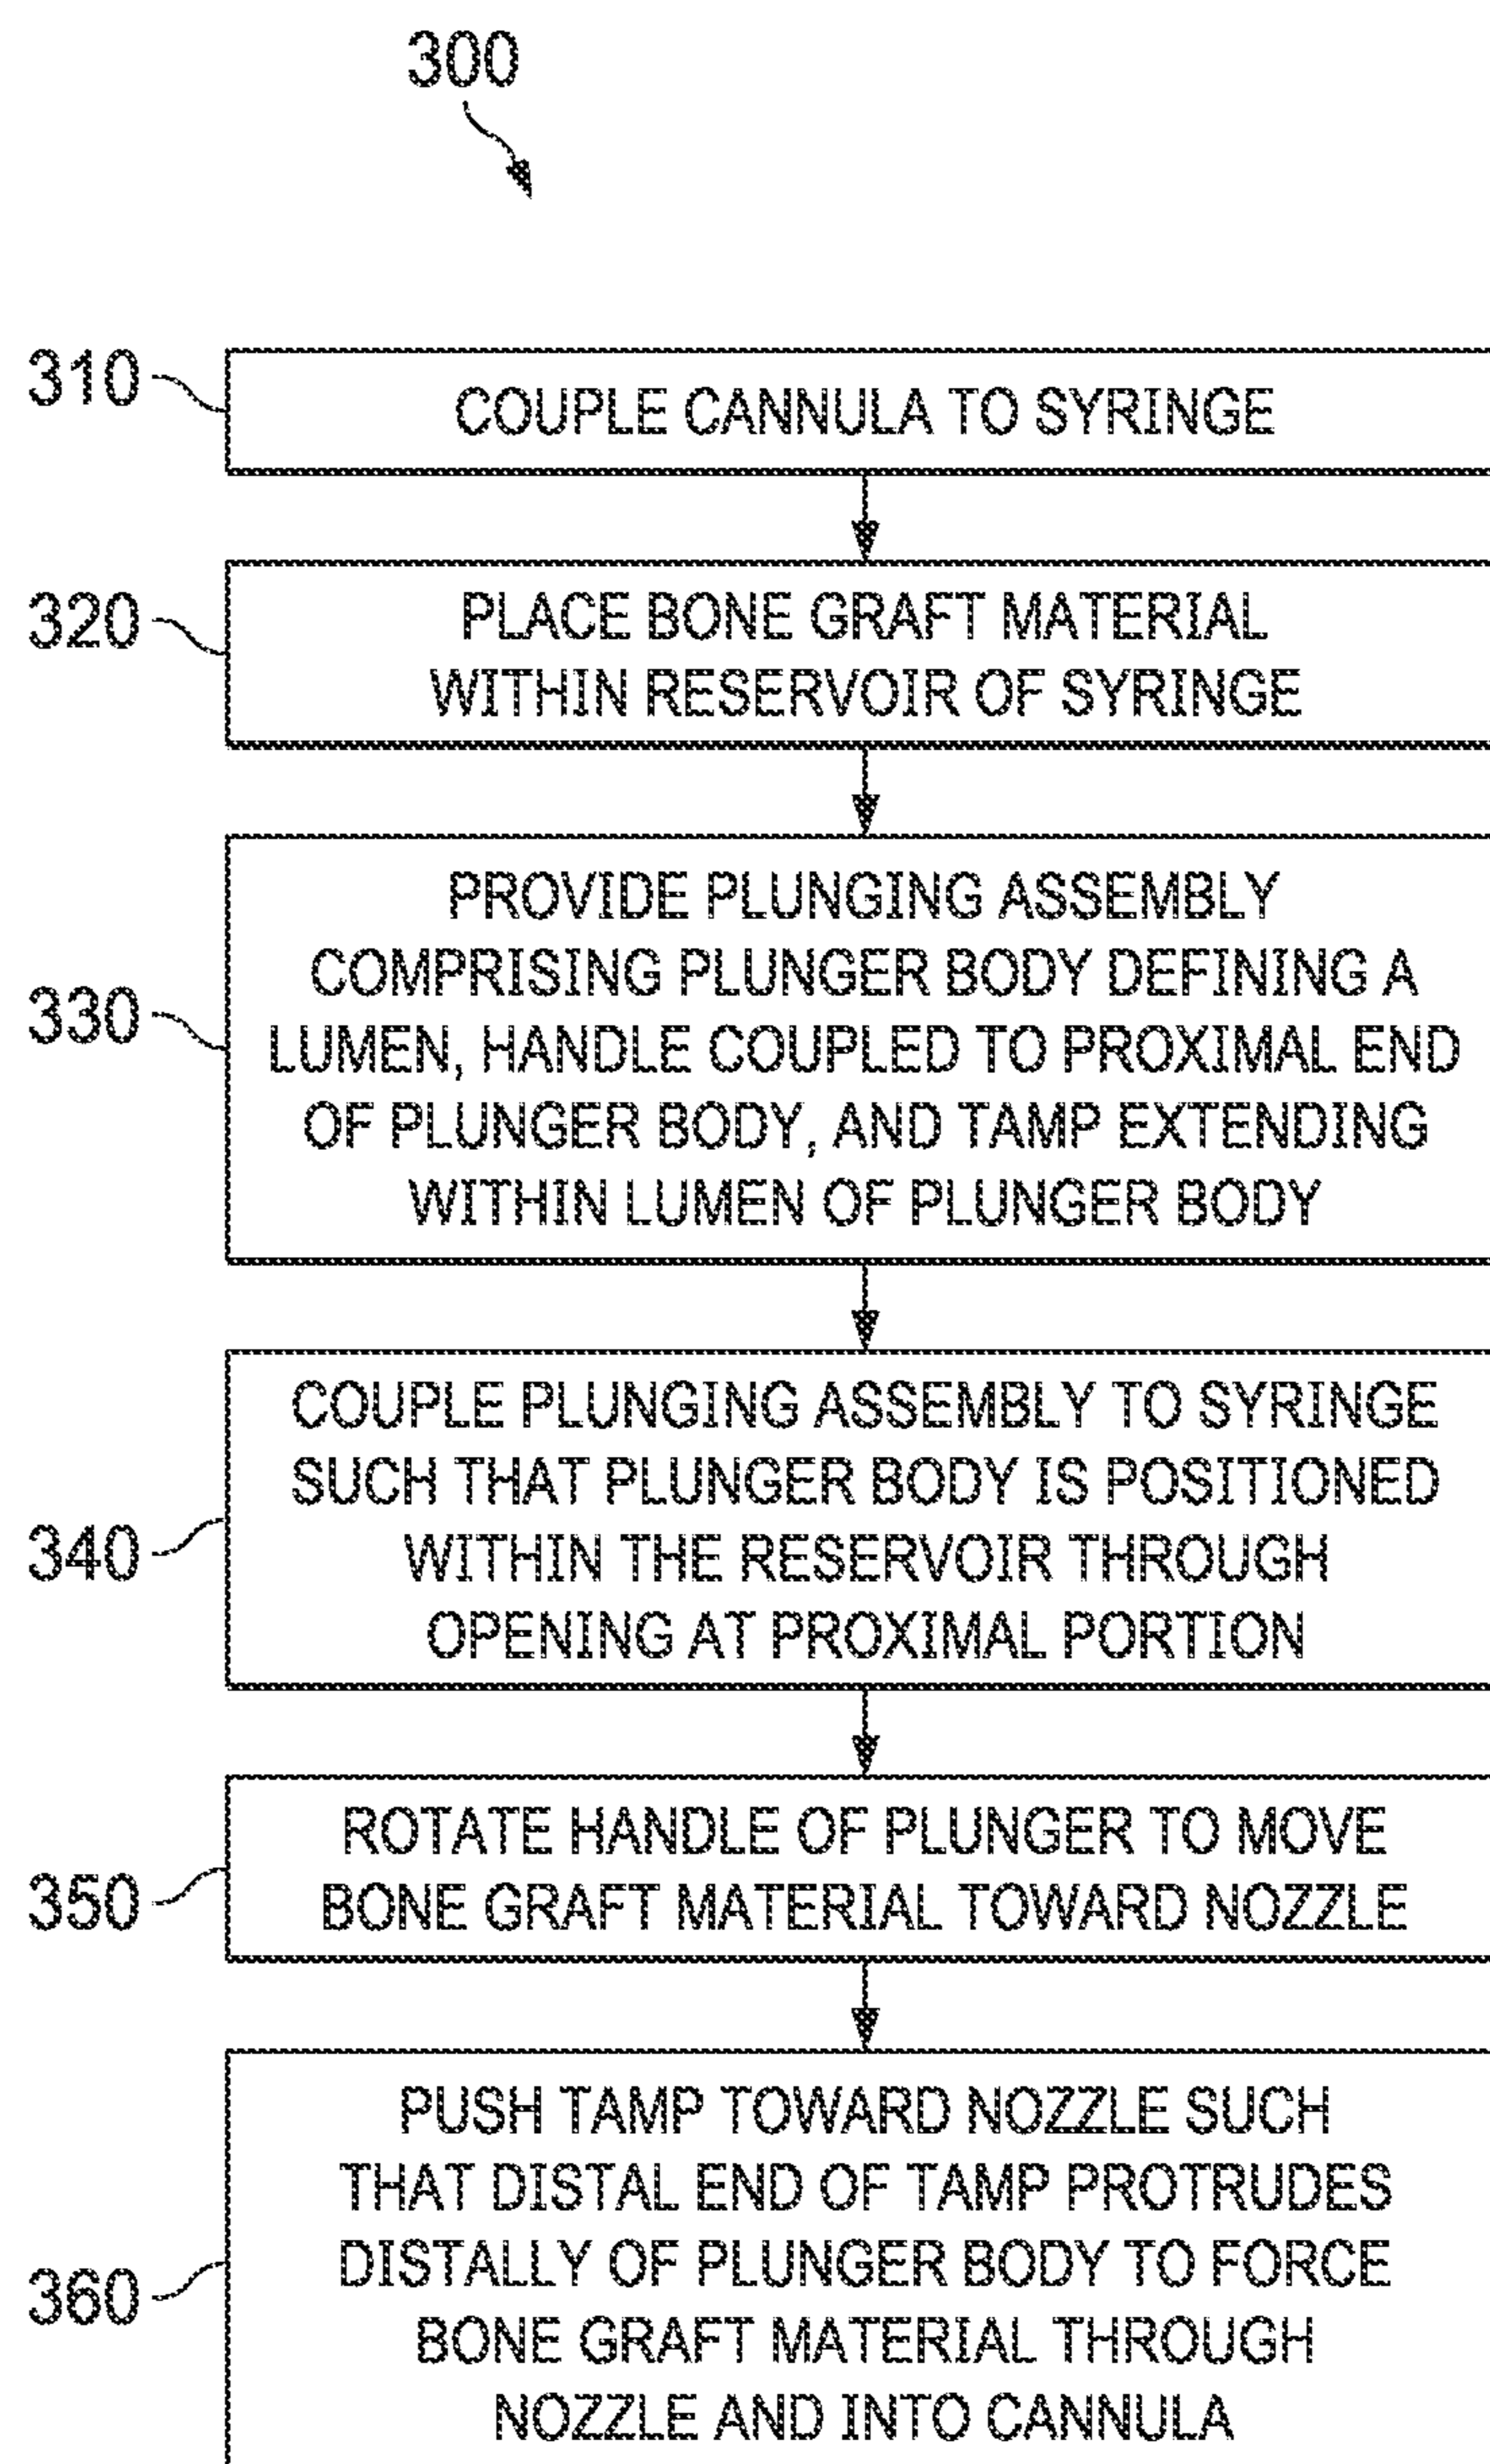 300
310
COUPLE CANNULA TO SYRINGE
320
PLACE BONE GRAFT MATERIAL
WITHIN RESERVOIR OF SYRINGE
330
PROVIDE PLUNGING ASSEMBLY
COMPRISING PLUNGER BODY DEFINING A
LUMEN, HANDLE COUPLED TO PROXIMAL END
OF PLUNGER BODY, AND TAMP EXTENDING
WITHIN LUMEN OF PLUNGER BODY
340
COUPLE PLUNGING ASSEMBLY TO SYRINGE
SUCH THAT PLUNGER BODY IS POSITIONED
WITHIN THE RESERVOIR THROUGH
OPENING AT PROXIMAL PORTION
350
ROTATE HANDLE OF PLUNGER TO MOVE
BONE GRAFT MATERIAL TOWARD NOZZLE
360
PUSH TAMP TOWARD NOZZLE SUCH
THAT DISTAL END OF TAMP PROTRUDES
DISTALLY OF PLUNGER BODY TO FORCE
BONE GRAFT MATERIAL THROUGH
NOZZLE AND INTO CANNULA